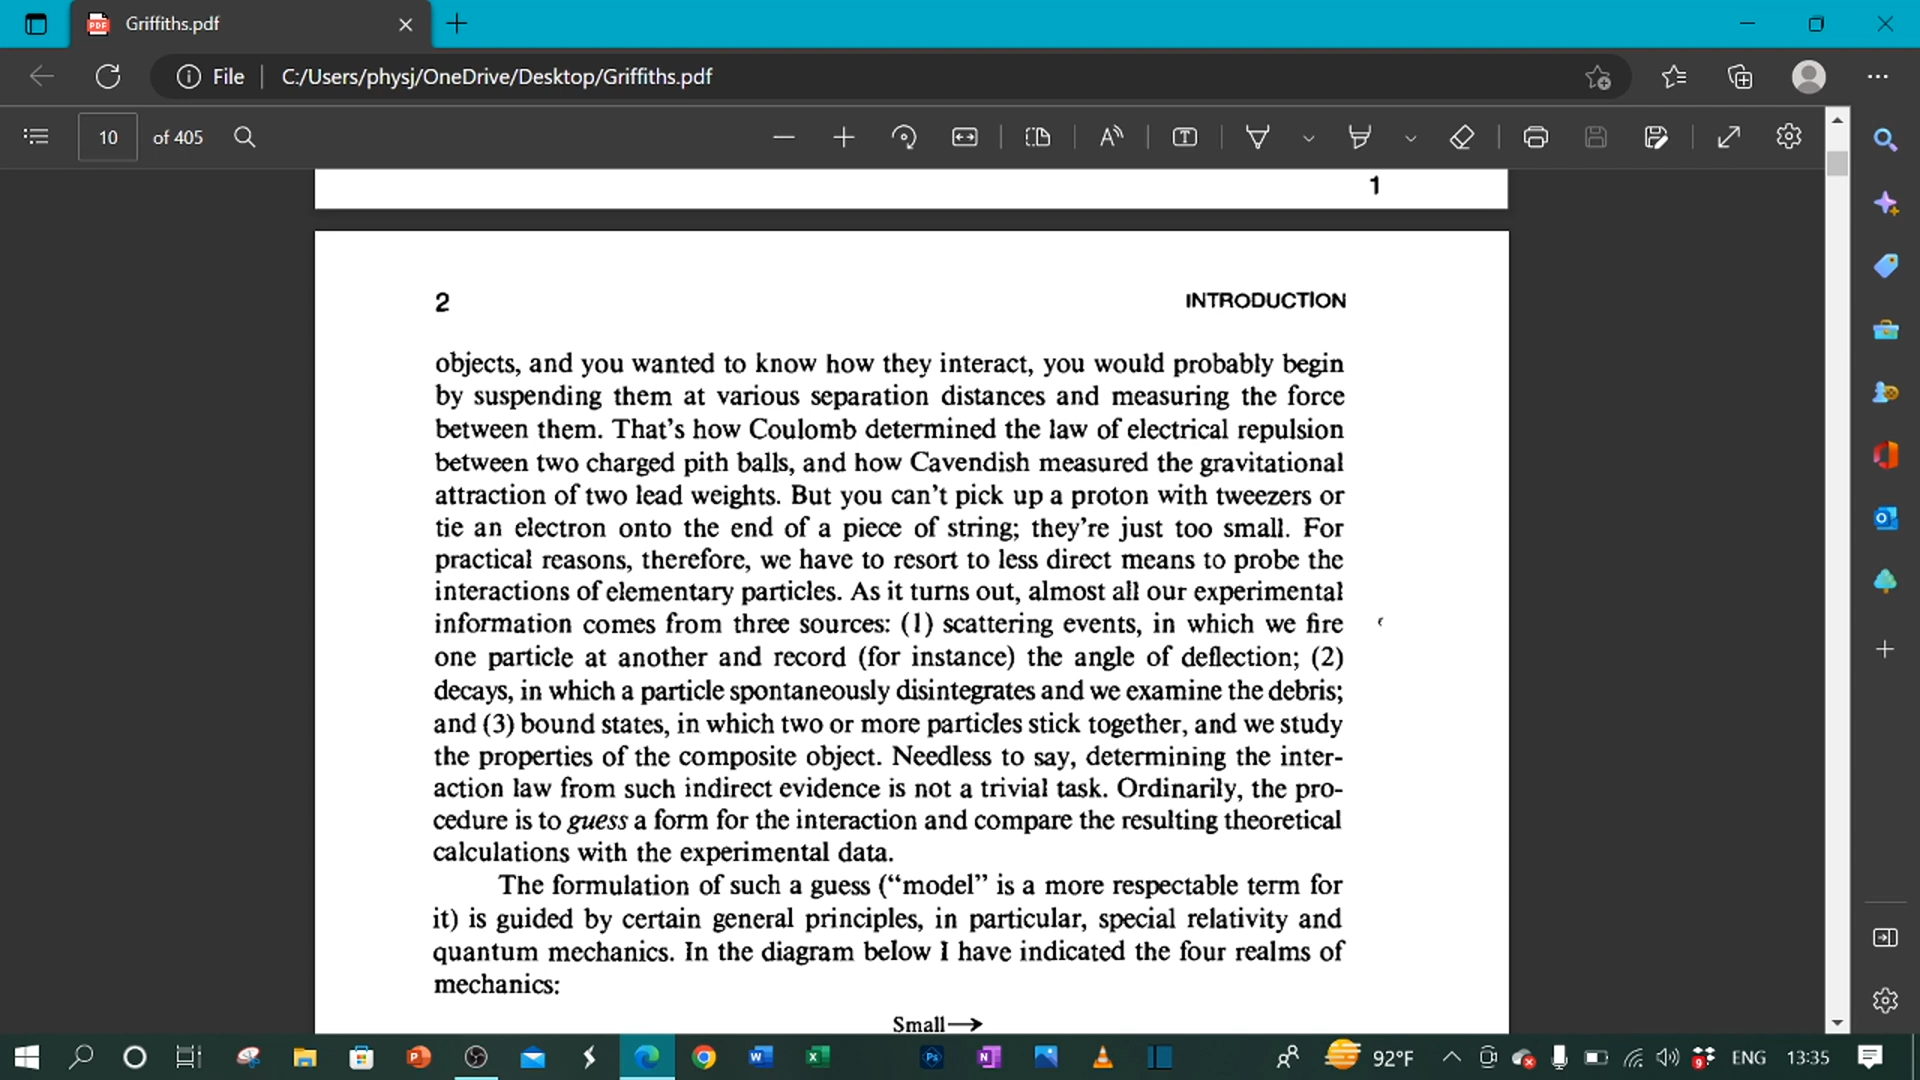 Griffiths.pdf
File
C:/Users/physj/OneDrive/Desktop/Griffiths.pdf
10 of 405
1
2
INTRODUCTION
objects, and you wanted to know how they interact, you would probably begin
by suspending them at various separation distances and measuring the force
between them. That's how Coulomb determined the law of electrical repulsion
between two charged pith balls, and how Cavendish measured the gravitational
attraction of two lead weights. But you can't pick up a proton with tweezers or
tie an electron onto the end of a piece of string; they're just too small. For
practical reasons, therefore, we have to resort to less direct means to probe the
interactions of elementary particles. As it turns out, almost all our experimental
information comes from three sources: (1) scattering events, in which we fire
one particle at another and record (for instance) the angle of deflection; (2)
decays, in which a particle spontaneously disintegrates and we examine the debris;
and (3) bound states, in which two or more particles stick together, and we study
the properties of the composite object. Needless to say, determining the inter-
action law from such indirect evidence is not a trivial task. Ordinarily, the pro-
cedure is to guess a form for the interaction and compare the resulting theoretical
calculations with the experimental data.
The formulation of such a guess (“model” is a more respectable term for
it) is guided by certain general principles, in particular, special relativity and
quantum mechanics. In the diagram below I have indicated the four realms of
mechanics:
Small→
92°F
ENG
13:35